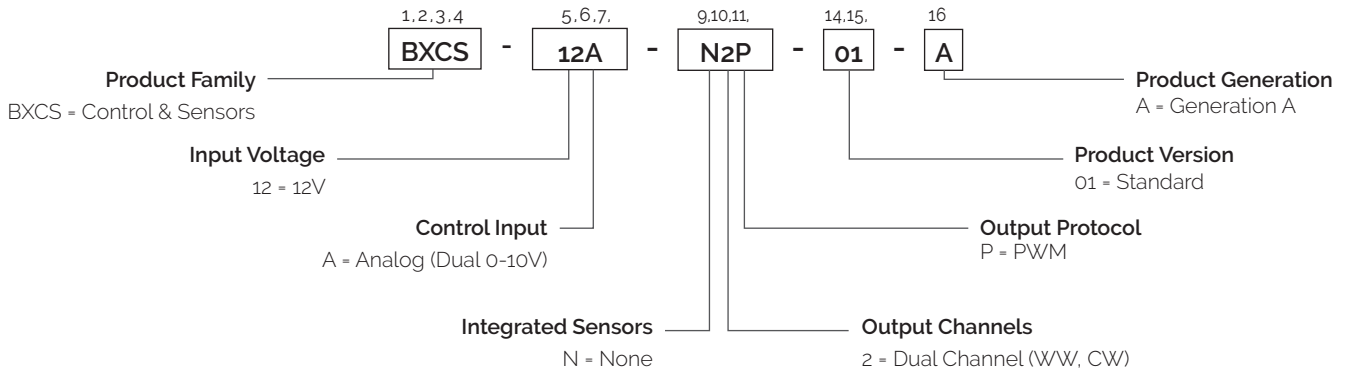 1,2,3,4 5,6,7, 9,10,11, 14,15, 16
BXCS - 12A - N2P - 01 - A
Product Family
BXCS = Control & Sensors
Product Generation
A = Generation A
Input Voltage
12 = 12V
Product Version
01 = Standard
Control Input
A = Analog (Dual 0-10V)
Output Protocol
P = PWM
Integrated Sensors
N = None
Output Channels
2 = Dual Channel (WW, CW)